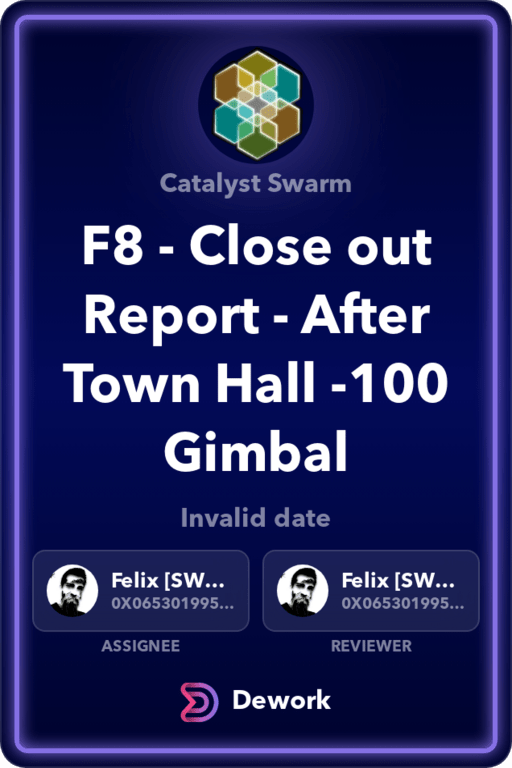 Catalyst Swarm
F8 - Close out
Report - After
Town Hall -100
Gimbal
Invalid date
Felix [SW...
0X065301995...
ASSIGNEE
Felix [SW...
0X065301995...
REVIEWER
Dework